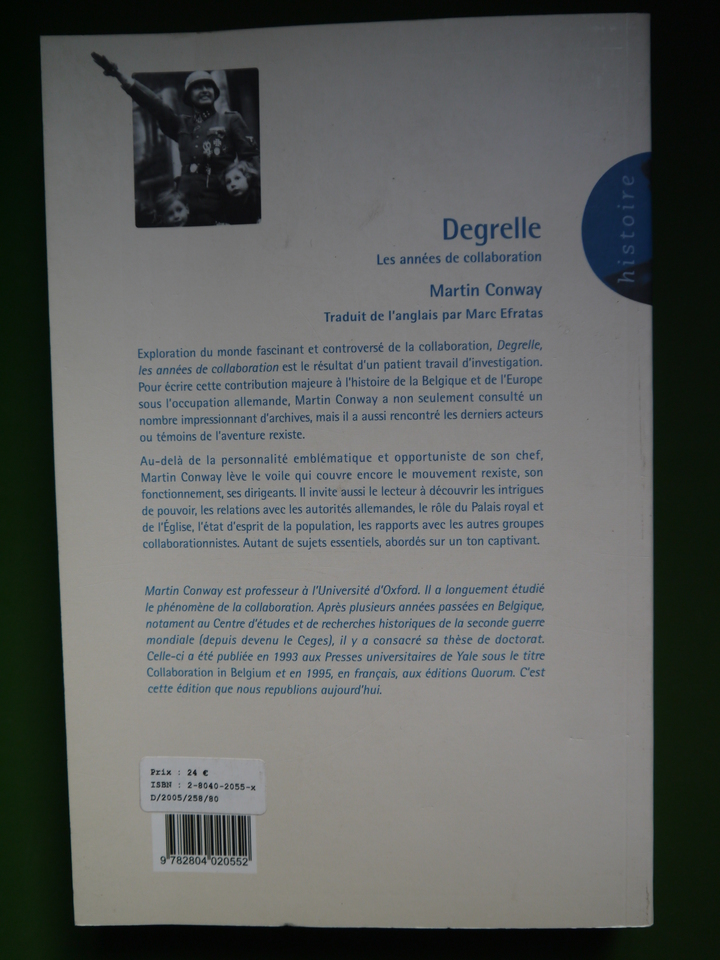 Degrelle
Les années de collaboration
histoire
Martin Conway
Traduit de l'anglais par Marc Efratas
Exploration du monde fascinant et controversé de la collaboration, Degrelle,
les années de collaboration est le résultat d'un patient travail d'investigation.
Pour écrire cette contribution majeure à l'histoire de la Belgique et de l'Europe
sous l'occupation allemande, Martin Conway a non seulement consulté un
nombre impressionnant d'archives, mais il a aussi rencontré les derniers acteurs
ou témoins de l'aventure rexiste.
Au-delà de la personnalité emblématique et opportuniste de son chef,
Martin Conway lève le voile qui couvre encore le mouvement rexiste, son
fonctionnement, ses dirigeants. Il invite aussi le lecteur à découvrir les intrigues
de pouvoir, les relations avec les autorités allemandes, le rôle du Palais royal et
de l'Église, l'état d'esprit de la population, les rapports avec les autres groupes
collaborationnistes. Autant de sujets essentiels, abordés sur un ton captivant.
Martin Conway est professeur à l'Université d'Oxford. Il a longuement étudié
le phénomène de la collaboration. Après plusieurs années passées en Belgique,
notament au Centre d'études et de recherches historiques de la seconde guerre
mondiale (depuis devenu le Ceges), il y a consacré sa thèse de doctorat.
Celle-ci a été publiée en 1993 aux Presses universitaires de Yale sous le titre
Collaboration in Belgium et en 1995, en français, aux éditions Quorum. C'est
cette édition que nous republions aujourd'hui.
Prix : 24 €
ISBN : 2-8040-2055-x
D/2005/258/80
9 782804 020552